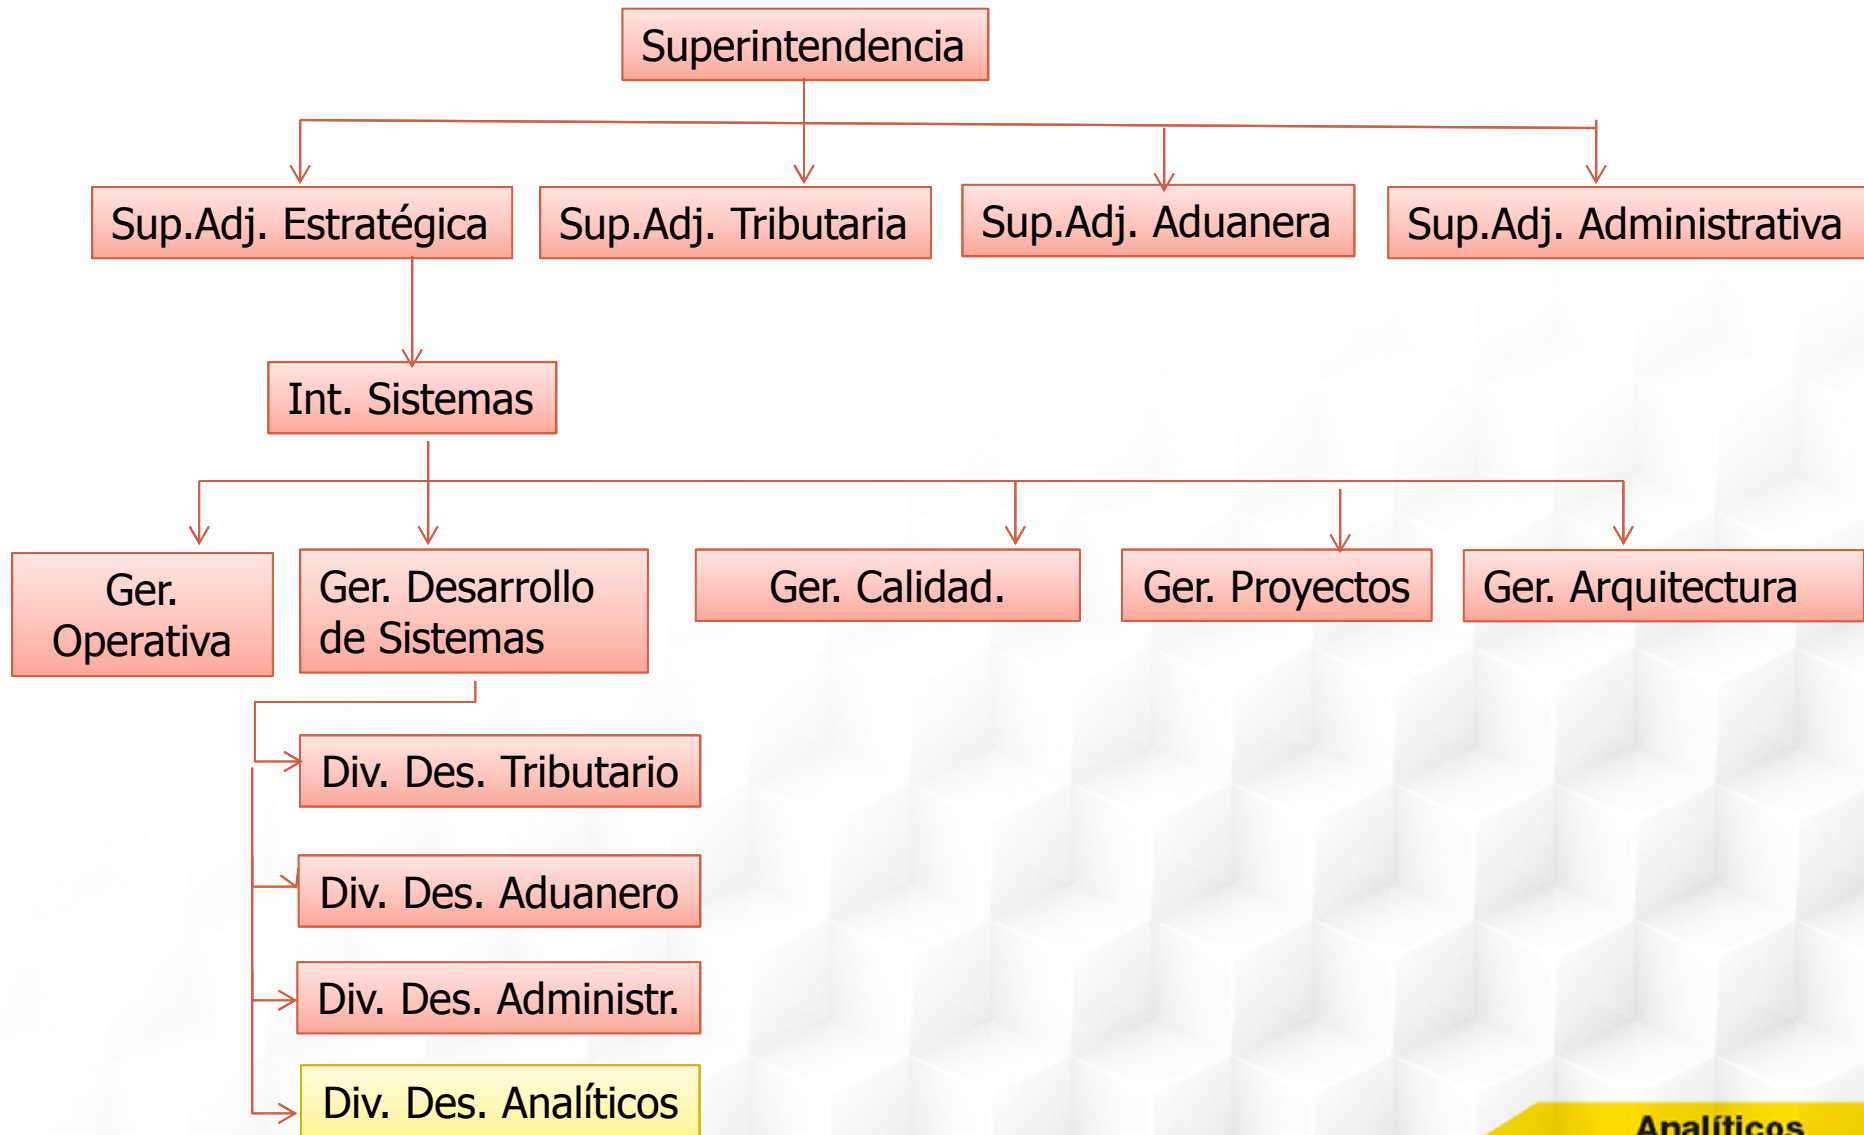 Superintendencia
Sup.Adj. Estratégica
Sup.Adj. Tributaria
Sup.Adj. Aduanera
Sup.Adj. Administrativa
Int. Sistemas
Ger.
Operativa
Ger. Desarrollo
de Sistemas
Ger. Calidad.
Ger. Proyectos
Ger. Arquitectura
Div. Des. Tributario
Div. Des. Aduanero
Div. Des. Administr.
Div. Des. Analíticos
Analíticos